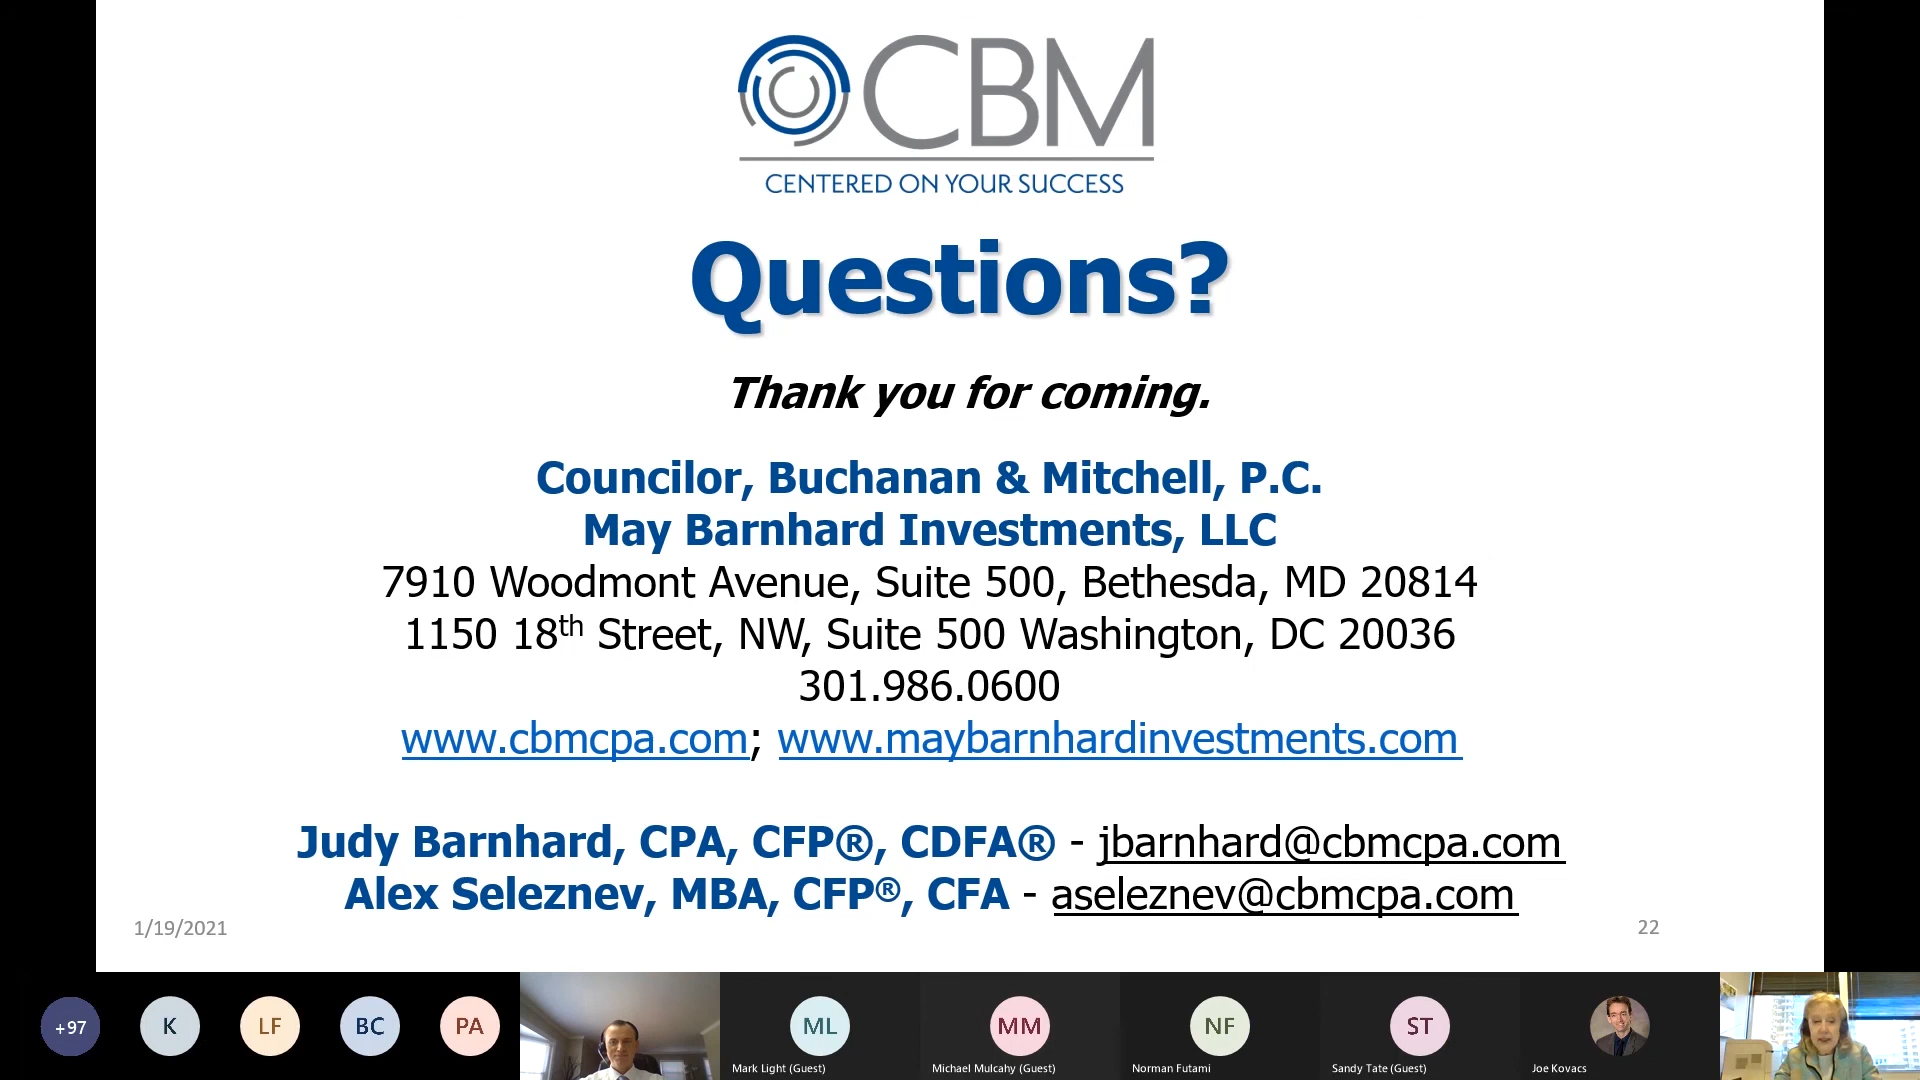 CBM
CENTERED ON YOUR SUCCESS
Questions?
Thank you for coming.
Councilor, Buchanan & Mitchell, P.C.
May Barnhard Investments, LLC
7910 Woodmont Avenue, Suite 500, Bethesda, MD 20814
1150 18th Street, NW, Suite 500 Washington, DC 20036
301.986.0600
www.cbmcpa.com; www.maybarnhardinvestments.com
Judy Barnhard, CPA, CFP®, CDFA® - jbarnhard@cbmcpa.com
Alex Seleznev, MBA, CFP®, CFA - aseleznev@cbmcpa.com
1/19/2021 22
+97 K LF BC PA ML MM NF ST
Mark Light (Guest) Michael Mulcahy (Guest) Norman Futami Sandy Tate (Guest) Joe Kovacs